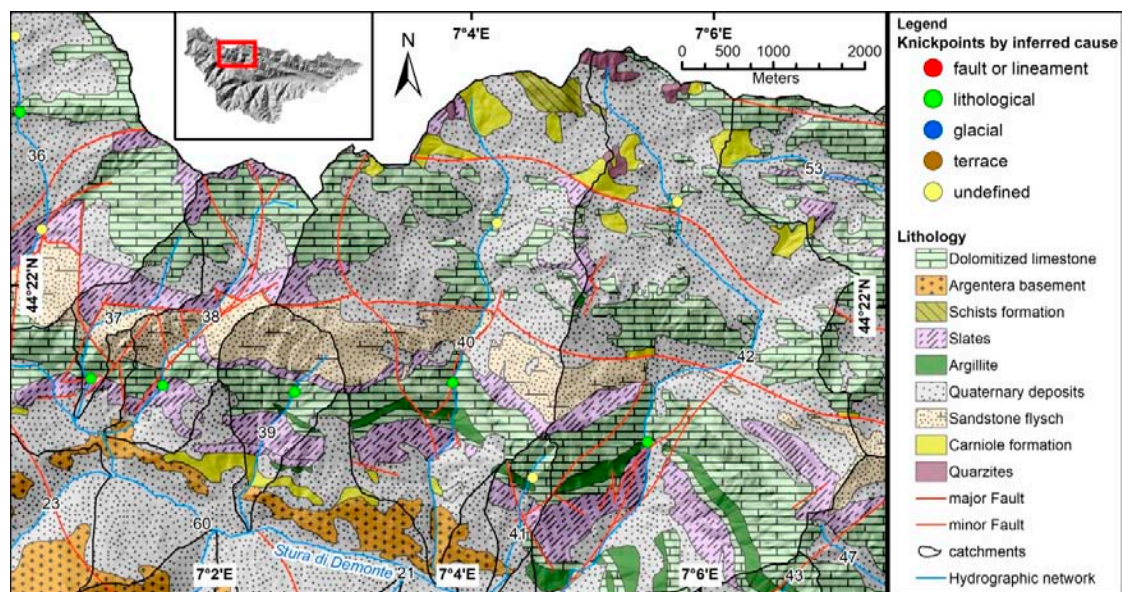 7°4'E
7°6'E
N
0 500 1000 2000
Meters
36
53
44°22'N
44°22'N
37
38
40
42
39
23
60
41
47
Stura di Demonte
21
43
7°2'E
7°4'E
7°6'E
Legend
Knickpoints by inferred cause
fault or lineament
lithological
glacial
terrace
undefined
Lithology
Dolomitized limestone
Argentera basement
Schists formation
Slates
Argillite
Quaternary deposits
Sandstone flysch
Carniole formation
Quarzites
major Fault
minor Fault
catchments
Hydrographic network